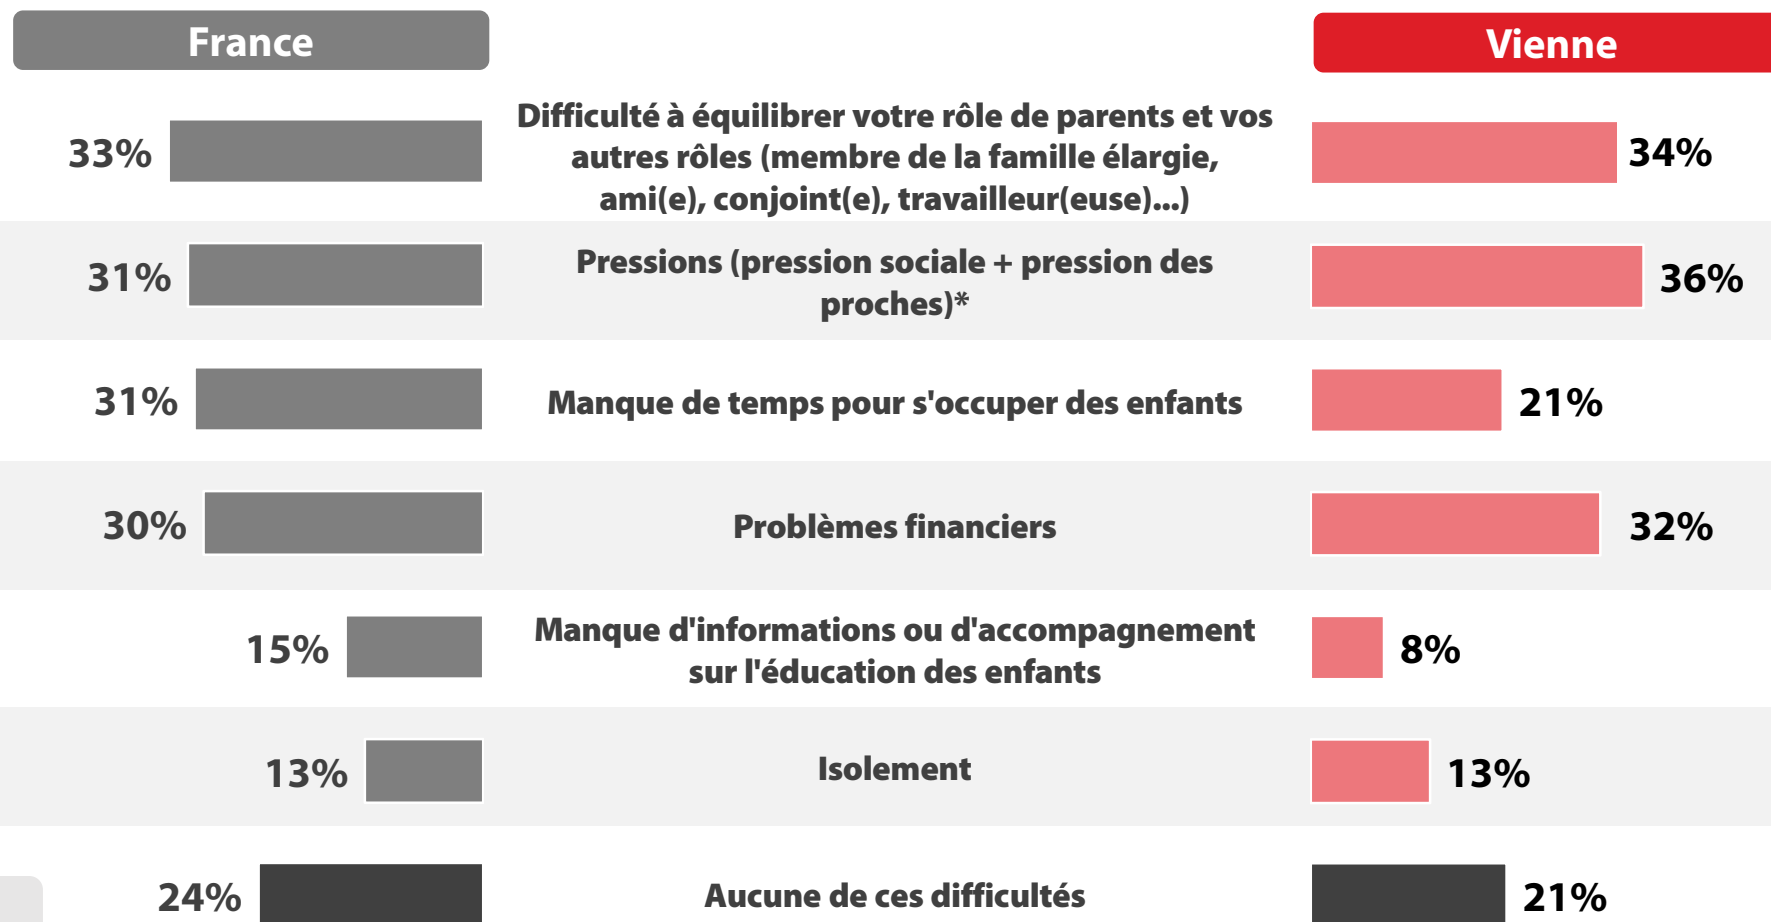 France
Vienne
33%
Difficulté à équilibrer votre rôle de parents et vos
autres rôles (membre de la famille élargie,
ami(e), conjoint(e), travailleur(euse)...)
34%
31%
Pressions (pression sociale + pression des
proches)*
36%
31%
Manque de temps pour s'occuper des enfants
21%
30%
Problèmes financiers
32%
15%
Manque d'informations ou d'accompagnement
sur l'éducation des enfants
8%
13%
Isolement
13%
24%
Aucune de ces difficultés
21%